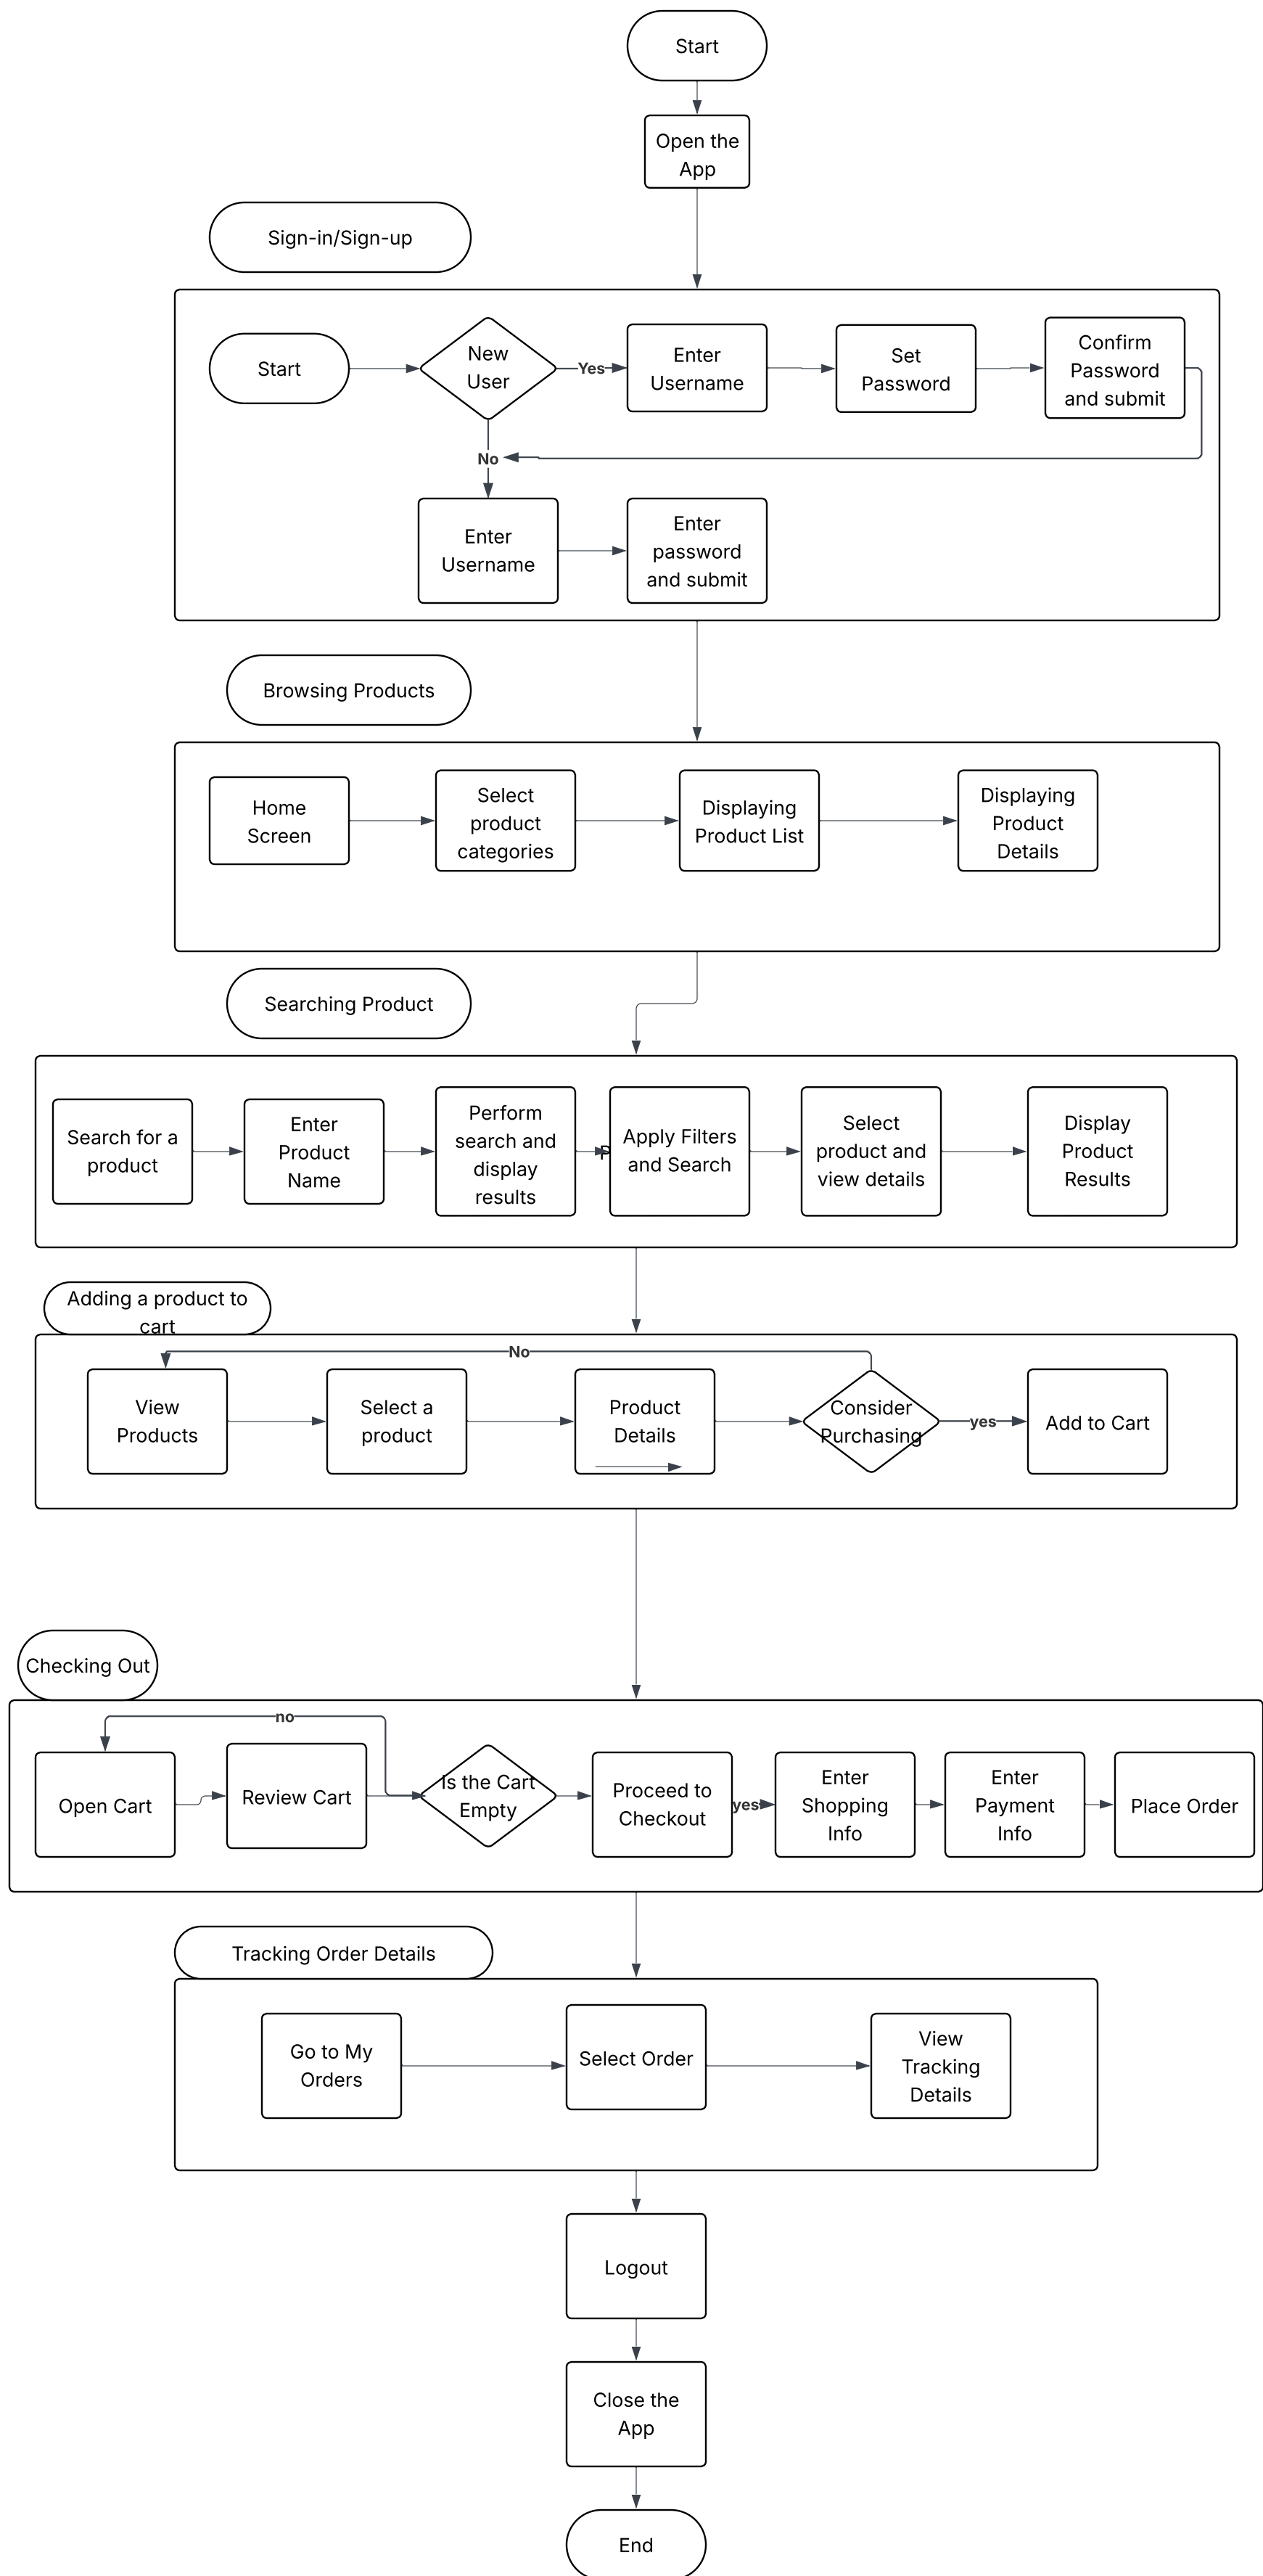 Start
Open the
App
Sign-in/Sign-up
Start
New
User
Yes
Enter
Username
Set
Password
Confirm
Password
and submit
No
Enter
Username
Enter
password
and submit
Browsing Products
Home
Screen
Select
product
categories
Displaying
Product List
Displaying
Product
Details
Searching Product
Search for a
product
Enter
Product
Name
Perform
search and
display
results
Apply Filters
and Search
Select
product and
view details
Display
Product
Results
Adding a product to
cart
No
View
Products
Select a
product
Product
Details
Consider
Purchasing
yes
Add to Cart
Checking Out
no
Open Cart
Review Cart
Is the Cart
Empty
Proceed to
Checkout
yes
Enter
Shopping
Info
Enter
Payment
Info
Place Order
Tracking Order Details
Go to My
Orders
Select Order
View
Tracking
Details
Logout
Close the
App
End